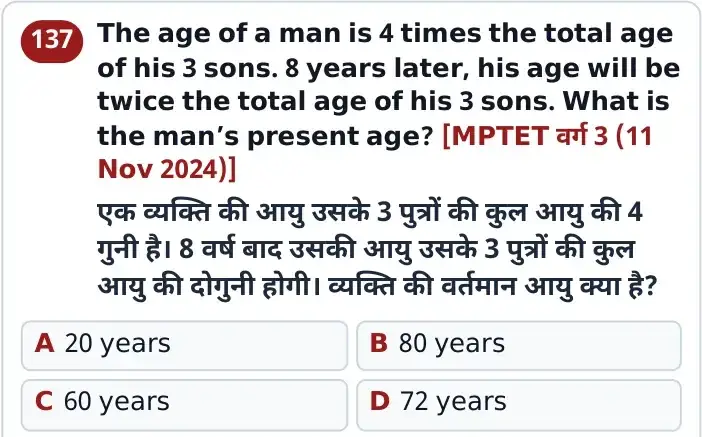 137 The age of a man is 4 times the total age
of his 3 sons. 8 years later, his age will be
twice the total age of his 3 sons. What is
the man’s present age? [MPTET वर्ग 3 (11
Nov 2024)]
एक व्यक्ति की आयु उसके 3 पुत्रों की कुल आयु की 4
गुनी है। 8 वर्ष बाद उसकी आयु उसके 3 पुत्रों की कुल
आयु की दोगुनी होगी। व्यक्ति की वर्तमान आयु क्या है?
A 20 years
B 80 years
C 60 years
D 72 years